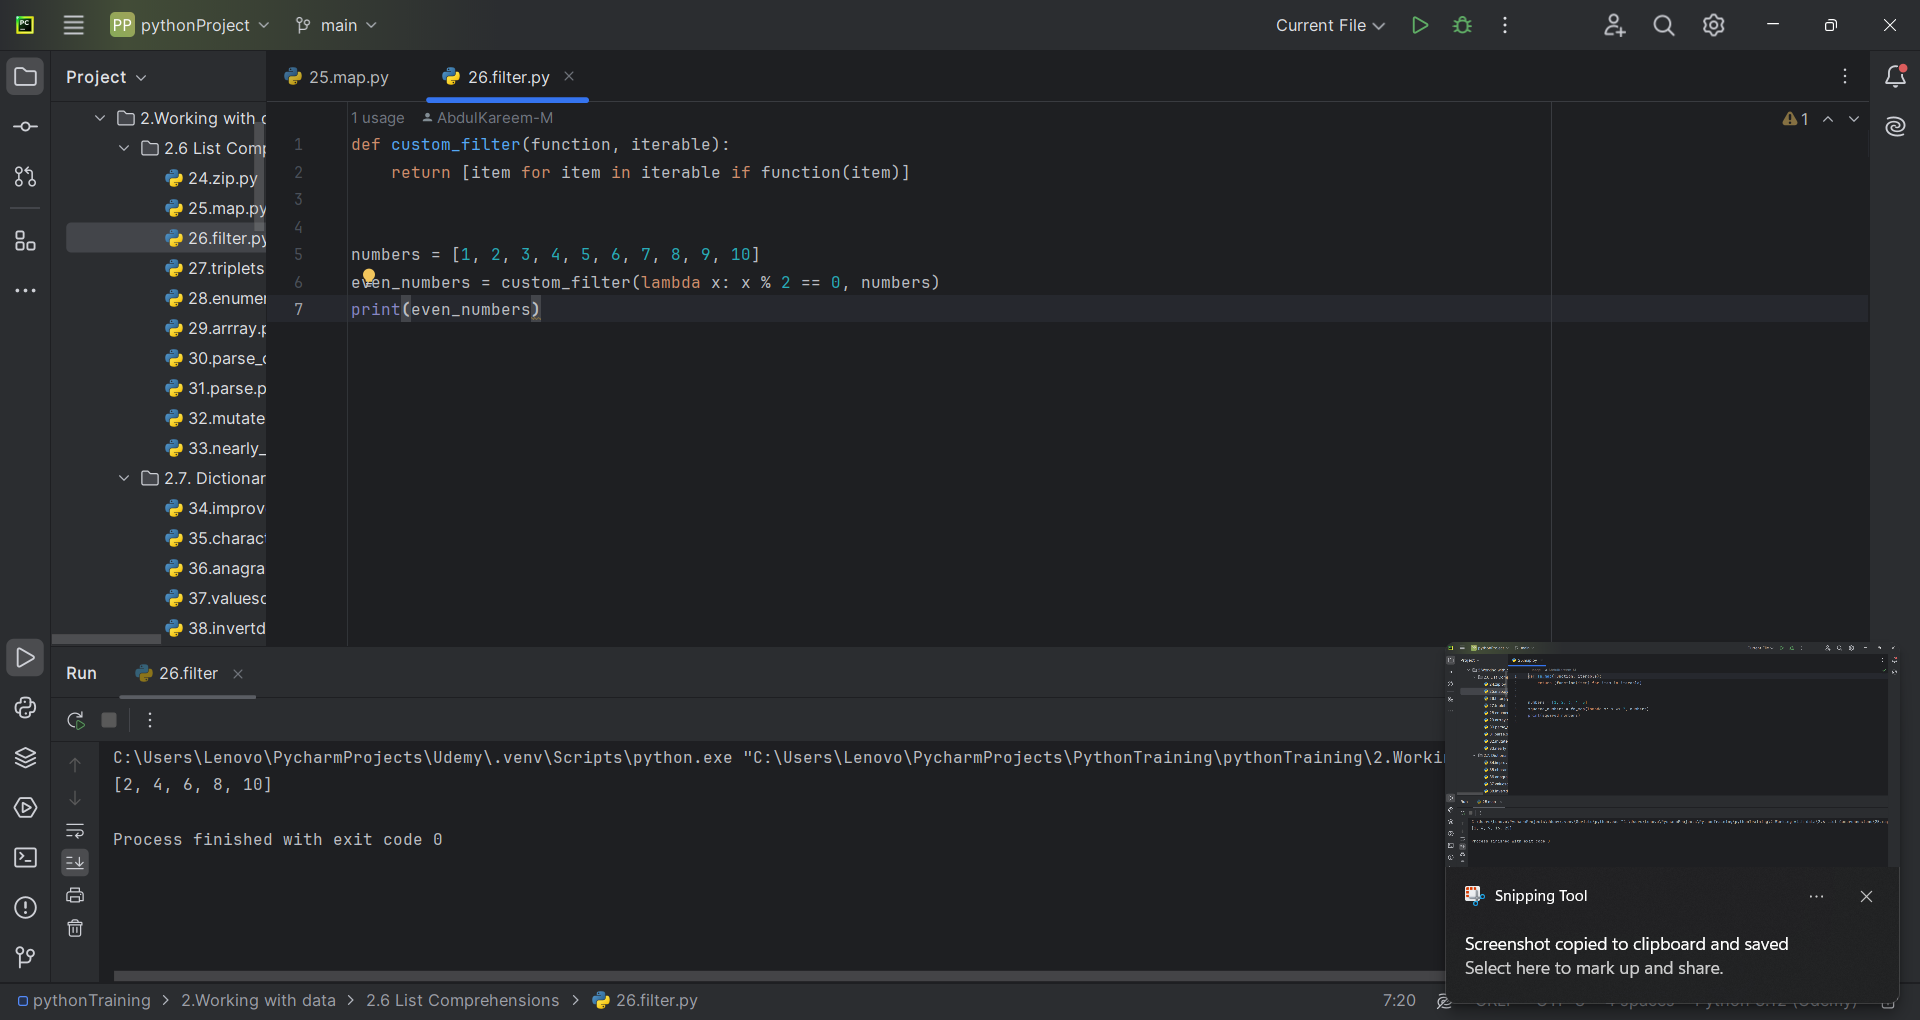 PC
PP pythonProject
main
Current File
Project
25.map.py
26.filter.py
2.Working with
2.6 List Comp
24.zip.py
25.map.py
26.filter.py
27.triplets
28.enumer
29.arrray.p
30.parse_c
31.parse.p
32.mutate
33.nearly_
2.7. Dictionar
34.improv
35.charact
36.anagra
37.valuesc
38.invertd
1 usage AbdulKareem-M
1
1 def custom_filter(function, iterable):
2 return [item for item in iterable if function(item)]
3
4
5 numbers = [1, 2, 3, 4, 5, 6, 7, 8, 9, 10]
6 even_numbers = custom_filter(lambda x: x % 2 == 0, numbers)
7 print(even_numbers)
Run
26.filter
C:\Users\Lenovo\PycharmProjects\Udemy\.venv\Scripts\python.exe "C:\Users\Lenovo\PycharmProjects\PythonTraining\pythonTraining\2.Worki
[2, 4, 6, 8, 10]
Process finished with exit code 0
Snipping Tool
Screenshot copied to clipboard and saved
Select here to mark up and share.
pythonTraining > 2.Working with data > 2.6 List Comprehensions > 26.filter.py
7:20